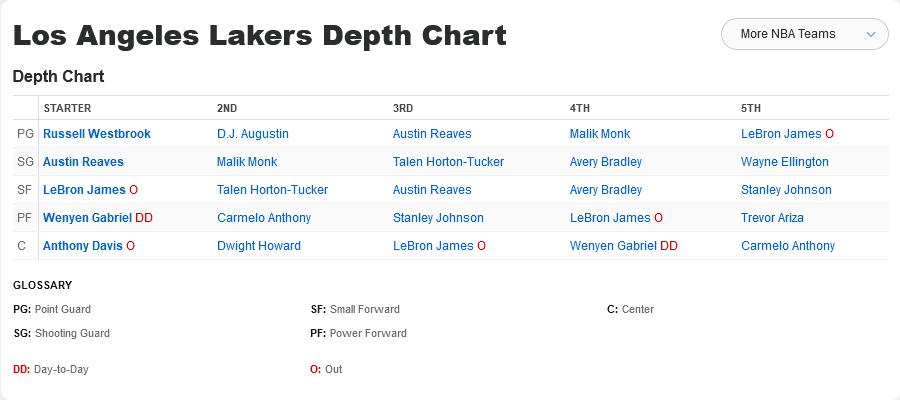 Los Angeles Lakers Depth Chart
More NBA Teams
Depth Chart
STARTER 2ND 3RD 4TH 5TH
PG Russell Westbrook D.J. Augustin Austin Reaves Malik Monk LeBron James O
SG Austin Reaves Malik Monk Talen Horton-Tucker Avery Bradley Wayne Ellington
SF LeBron James O Talen Horton-Tucker Austin Reaves Avery Bradley Stanley Johnson
PF Wenyen Gabriel DD Carmelo Anthony Stanley Johnson LeBron James O Trevor Ariza
C Anthony Davis O Dwight Howard LeBron James O Wenyen Gabriel DD Carmelo Anthony
GLOSSARY
PG: Point Guard SF: Small Forward C: Center
SG: Shooting Guard PF: Power Forward
DD: Day-to-Day O: Out